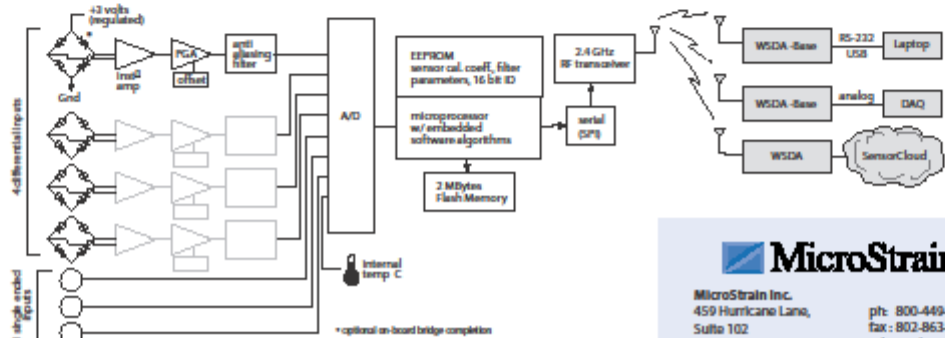 +3 volts
(regulated)
*
Gnd
Inst
amp
PGA
offset
anti
aliasing
filter
4 differential inputs
single ended
inputs
A/D
Internal
temp C
EEPROM
sensor cal. coeff., filter
parameters, 16 bit ID
microprocessor
w/ embedded
software algorithms
2 MBytes
Flash Memory
serial
(SPI)
2.4 GHz
RF transceiver
WSDA -Base
RS-232
USB
Laptop
WSDA -Base
analog
DAQ
WSDA
SensorCloud
* optional on-board bridge completion
MicroStrain
MicroStrain Inc.
459 Hurricane Lane,
Suite 102
ph: 800-449-
fax : 802-863-